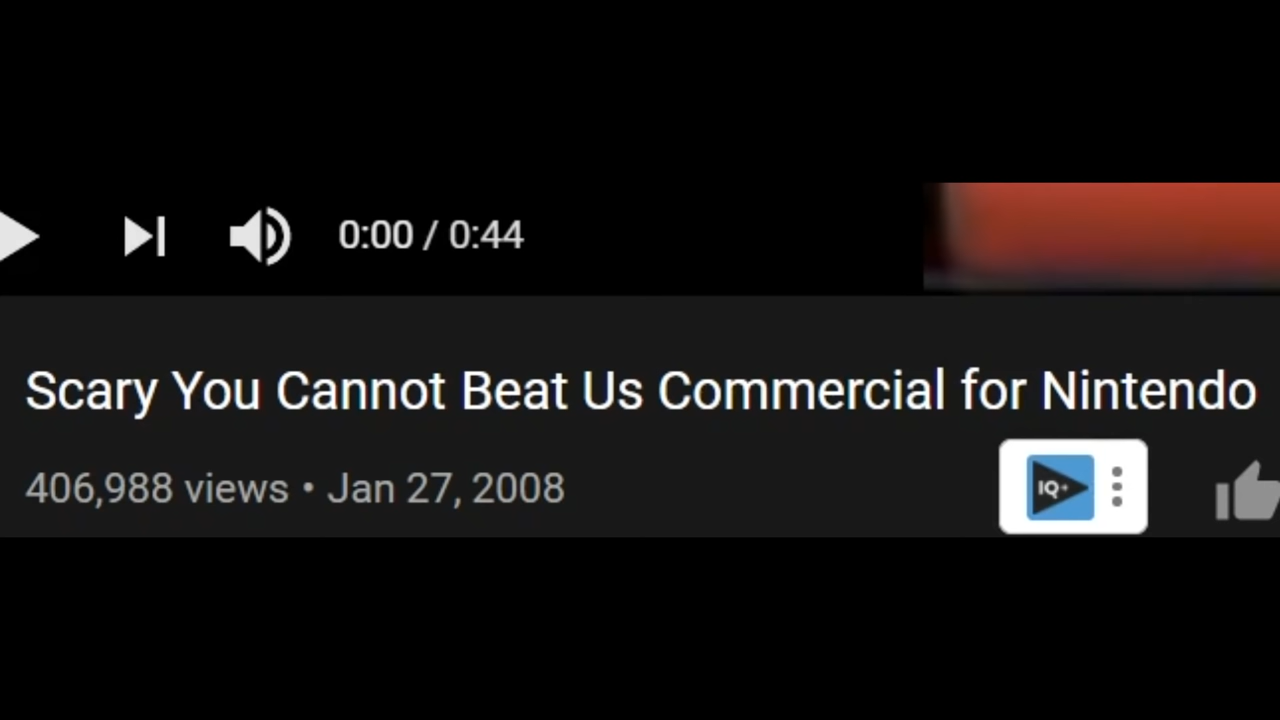 0:00 / 0:44
Scary You Cannot Beat Us Commercial for Nintendo
406,988 views • Jan 27, 2008
IQ+